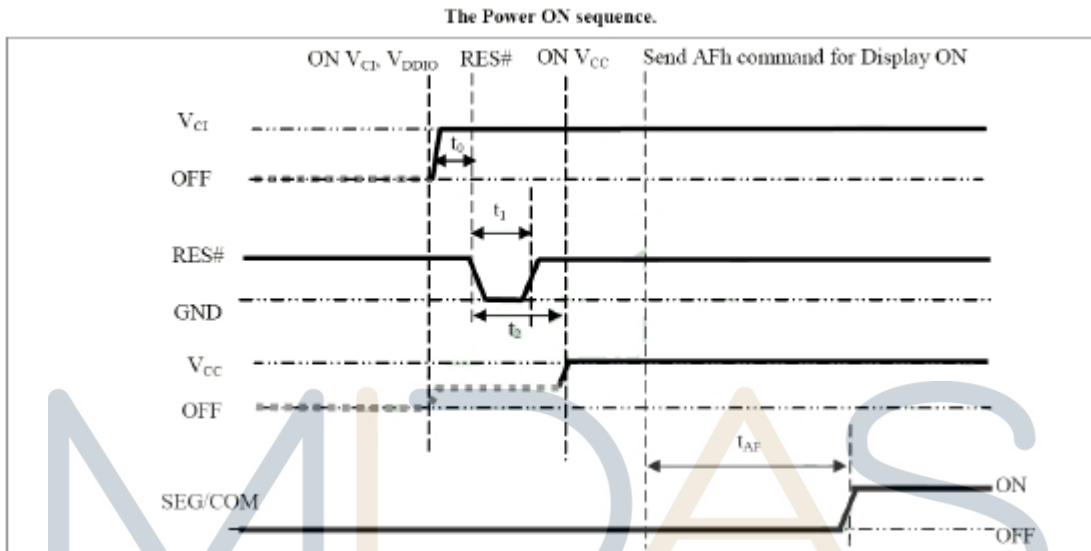 The Power ON sequence.
ON VCI, VDDIO RES# ON VCC Send AFh command for Display ON
VCI
t0
OFF
t1
RES#
GND
t2
VCC
OFF
tAF
SEG/COM
ON
OFF
MIDAS